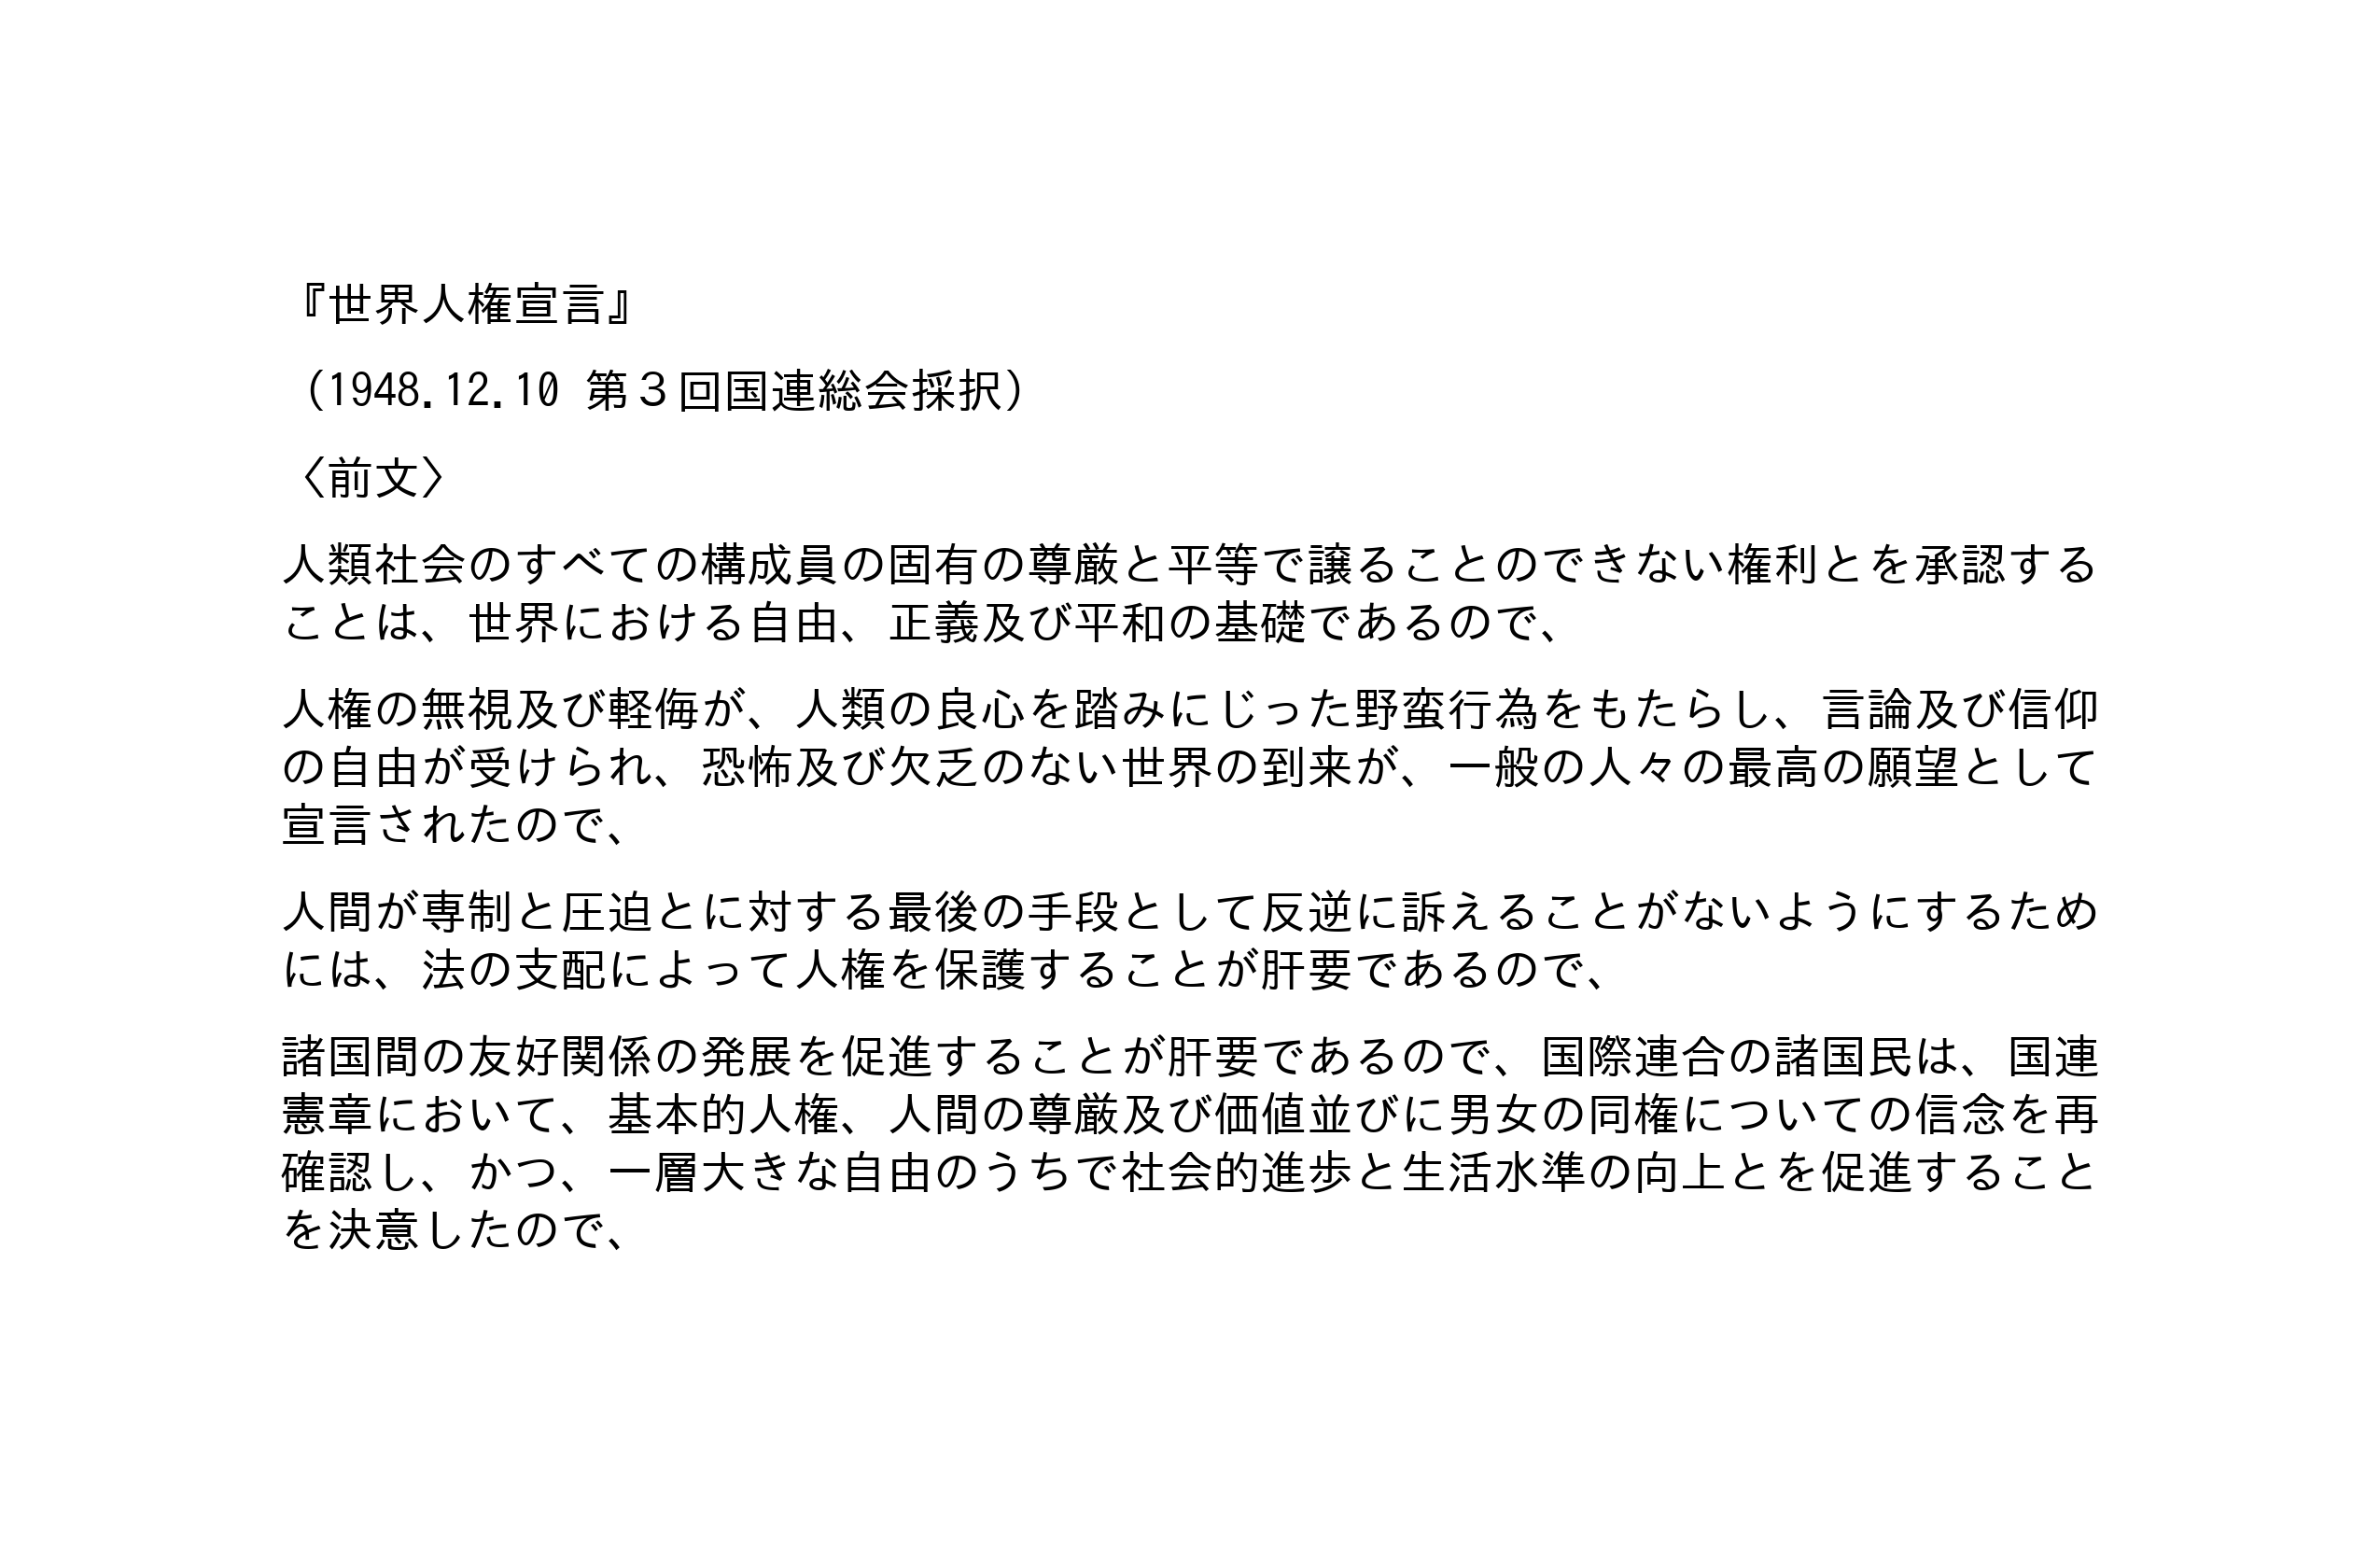 『世界人権宣言』
（1948.12.10 第３回国連総会採択）
〈前文〉
人類社会のすべての構成員の固有の尊厳と平等で譲ることのできない権利とを承認する
ことは、世界における自由、正義及び平和の基礎であるので、
人権の無視及び軽侮が、人類の良心を踏みにじった野蛮行為をもたらし、言論及び信仰
の自由が受けられ、恐怖及び欠乏のない世界の到来が、一般の人々の最高の願望として
宣言されたので、
人間が専制と圧迫とに対する最後の手段として反逆に訴えることがないようにするため
には、法の支配によって人権を保護することが肝要であるので、
諸国間の友好関係の発展を促進することが肝要であるので、国際連合の諸国民は、国連
憲章において、基本的人権、人間の尊厳及び価値並びに男女の同権についての信念を再
確認し、かつ、一層大きな自由のうちで社会的進歩と生活水準の向上とを促進すること
を決意したので、